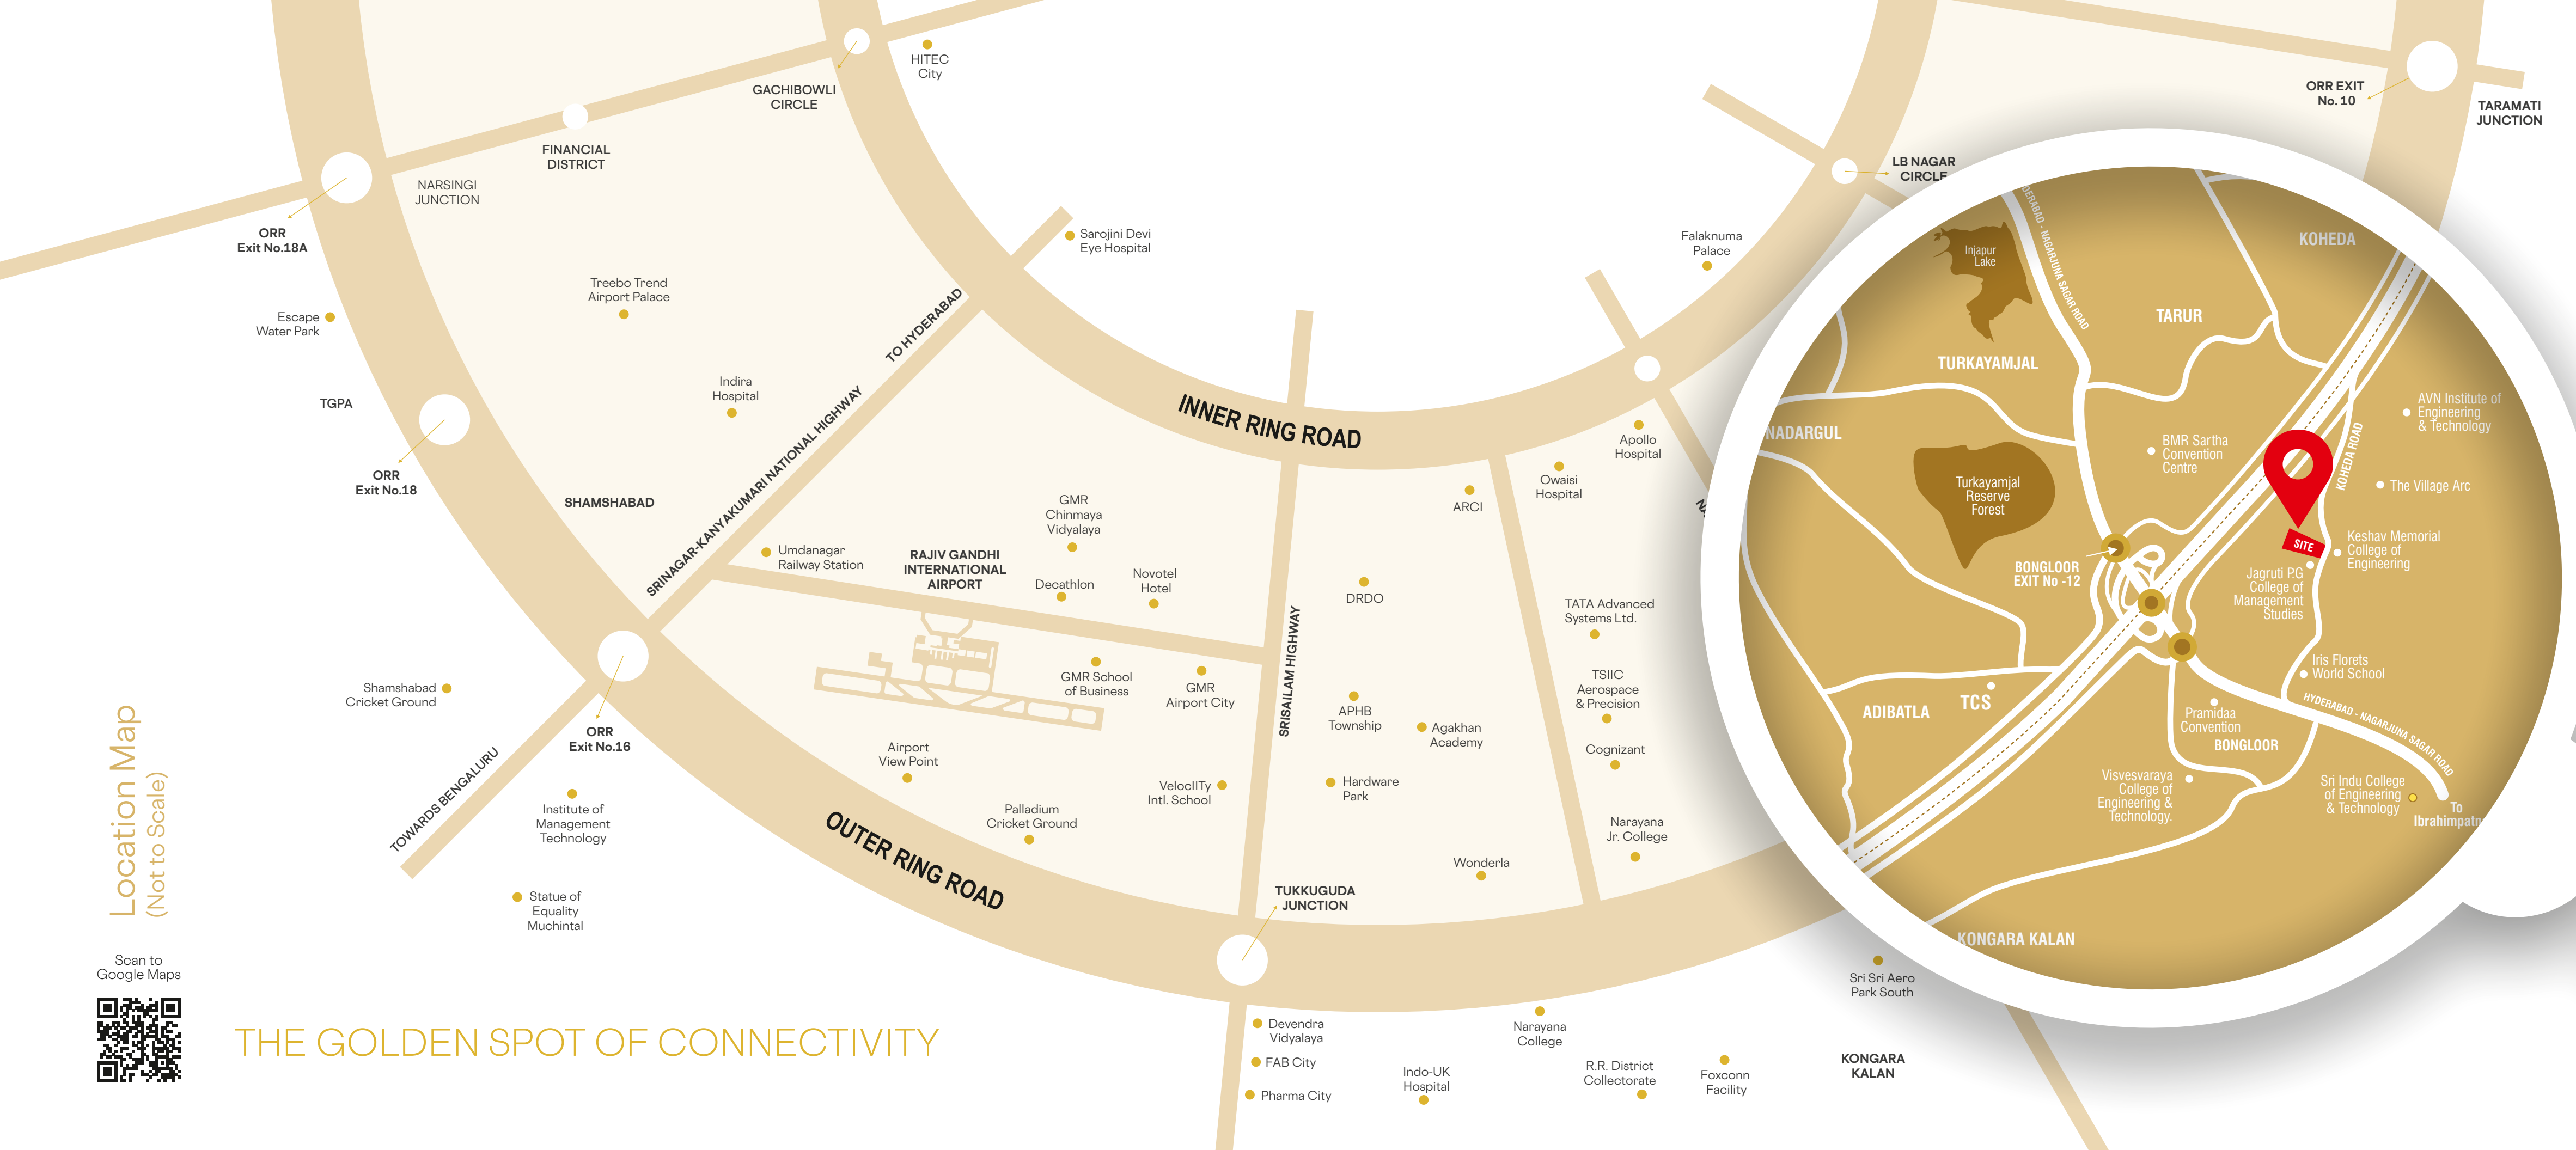 HITEC
City
GACHIBOWLI
CIRCLE
FINANCIAL
DISTRICT
NARSINGI
JUNCTION
ORR
Exit No.18A
Escape
Water Park
TGPA
ORR
Exit No.18
Treebo Trend
Airport Palace
Indira
Hospital
SHAMSHABAD
SRINAGAR-KANYAKUMARI NATIONAL HIGHWAY
TO HYDERABAD
Sarojini Devi
Eye Hospital
INNER RING ROAD
Umdanagar
Railway Station
RAJIV GANDHI
INTERNATIONAL
AIRPORT
GMR
Chinmaya
Vidyalaya
Decathlon
Novotel
Hotel
GMR School
of Business
GMR
Airport City
Airport
View Point
Palladium
Cricket Ground
VelocIITy
Intl. School
SRISAILAM HIGHWAY
OUTER RING ROAD
Shamshabad
Cricket Ground
ORR
Exit No.16
TOWARDS BENGALURU
Institute of
Management
Technology
Statue of
Equality
Muchintal
ARCI
DRDO
APHB
Township
Agakhan
Academy
Hardware
Park
Wonderla
TUKKUGUDA
JUNCTION
Owaisi
Hospital
Apollo
Hospital
Falaknuma
Palace
LB NAGAR
CIRCLE
TATA Advanced
Systems Ltd.
TSIIC
Aerospace
& Precision
Cognizant
Narayana
Jr. College
Devendra
Vidyalaya
FAB City
Pharma City
Indo-UK
Hospital
Narayana
College
R.R. District
Collectorate
Foxconn
Facility
Sri Sri Aero
Park South
KONGARA
KALAN
ORR EXIT
No. 10
TARAMATI
JUNCTION
Injapur
Lake
NAGARJUNA SAGAR ROAD
KOHEDA
TARUR
TURKAYAMJAL
NADARGUL
Turkayamjal
Reserve
Forest
BMR Sartha
Convention
Centre
AVN Institute of
Engineering
& Technology
KOHEDA ROAD
The Village Arc
SITE
Keshav Memorial
College of
Engineering
Jagruti P.G
College of
Management
Studies
BONGLOOR
EXIT No -12
Iris Florets
World School
HYDERABAD - NAGARJUNA SAGAR ROAD
TCS
ADIBATLA
Pramidaa
Convention
BONGLOOR
Visvesvaraya
College of
Engineering &
Technology.
Sri Indu College
of Engineering
& Technology
To
KONGARA KALAN
Location Map
(Not to Scale)
Scan to
Google Maps
THE GOLDEN SPOT OF CONNECTIVITY